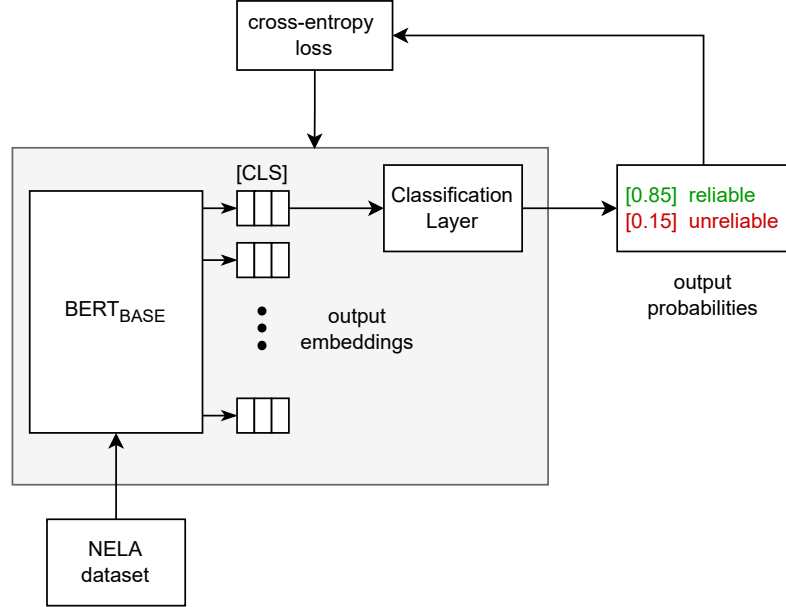 cross-entropy
loss
[CLS]
Classification
Layer
[0.85] reliable
[0.15] unreliable
output
probabilities
BERTBASE
output
embeddings
NELA
dataset